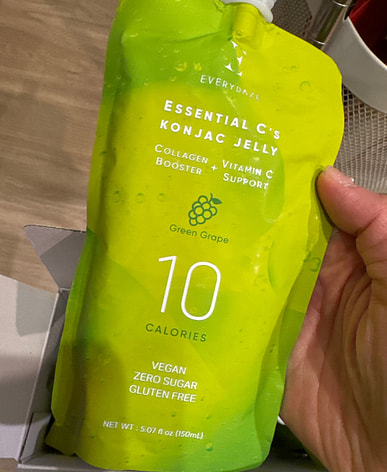 EVERYDAZE
ESSENTIAL C's
KONJAC JELLY
COLLAGEN BOOSTER + VITAMIN C SUPPORT
Green Grape
10
CALORIES
VEGAN
ZERO SUGAR
GLUTEN FREE
NET WT : 5.07 fl oz (150mL)